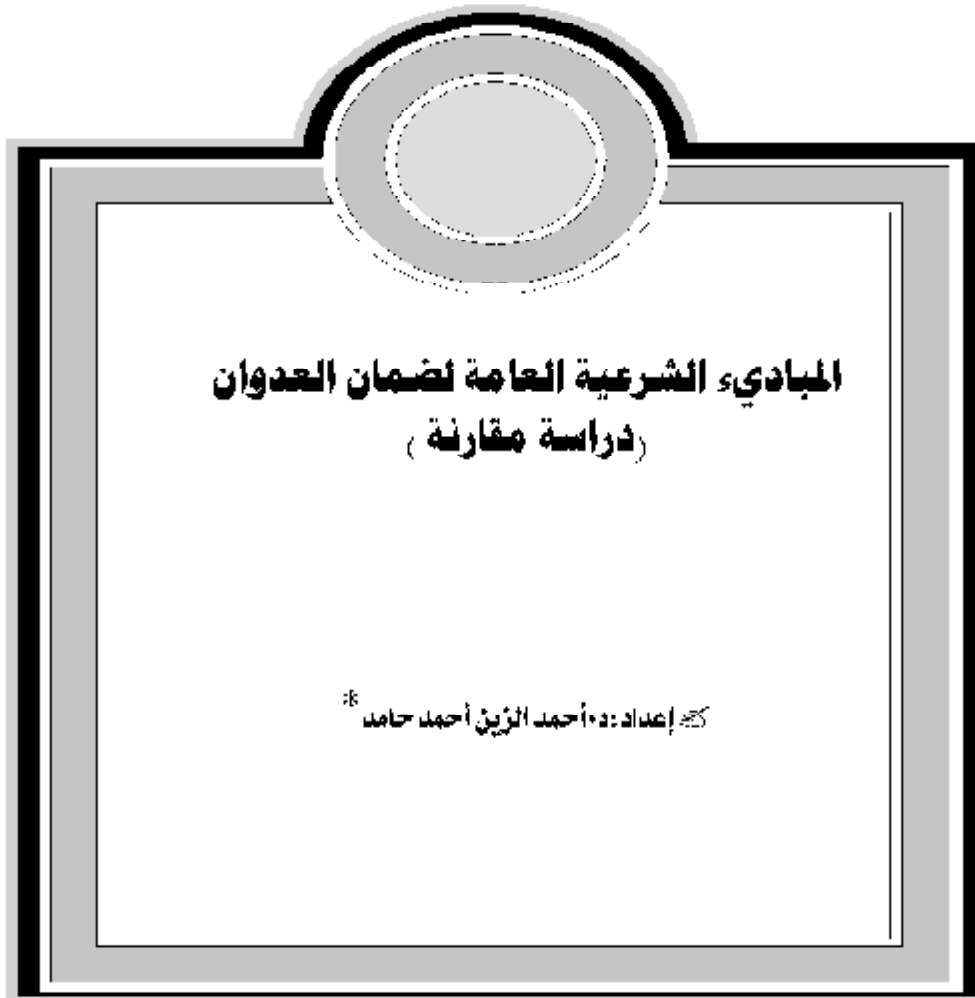 المباديء الشرعية العامة لضمان العدوان
(دراسة مقارنة )
إعداد :د.أحمد الزين أحمد حامد *